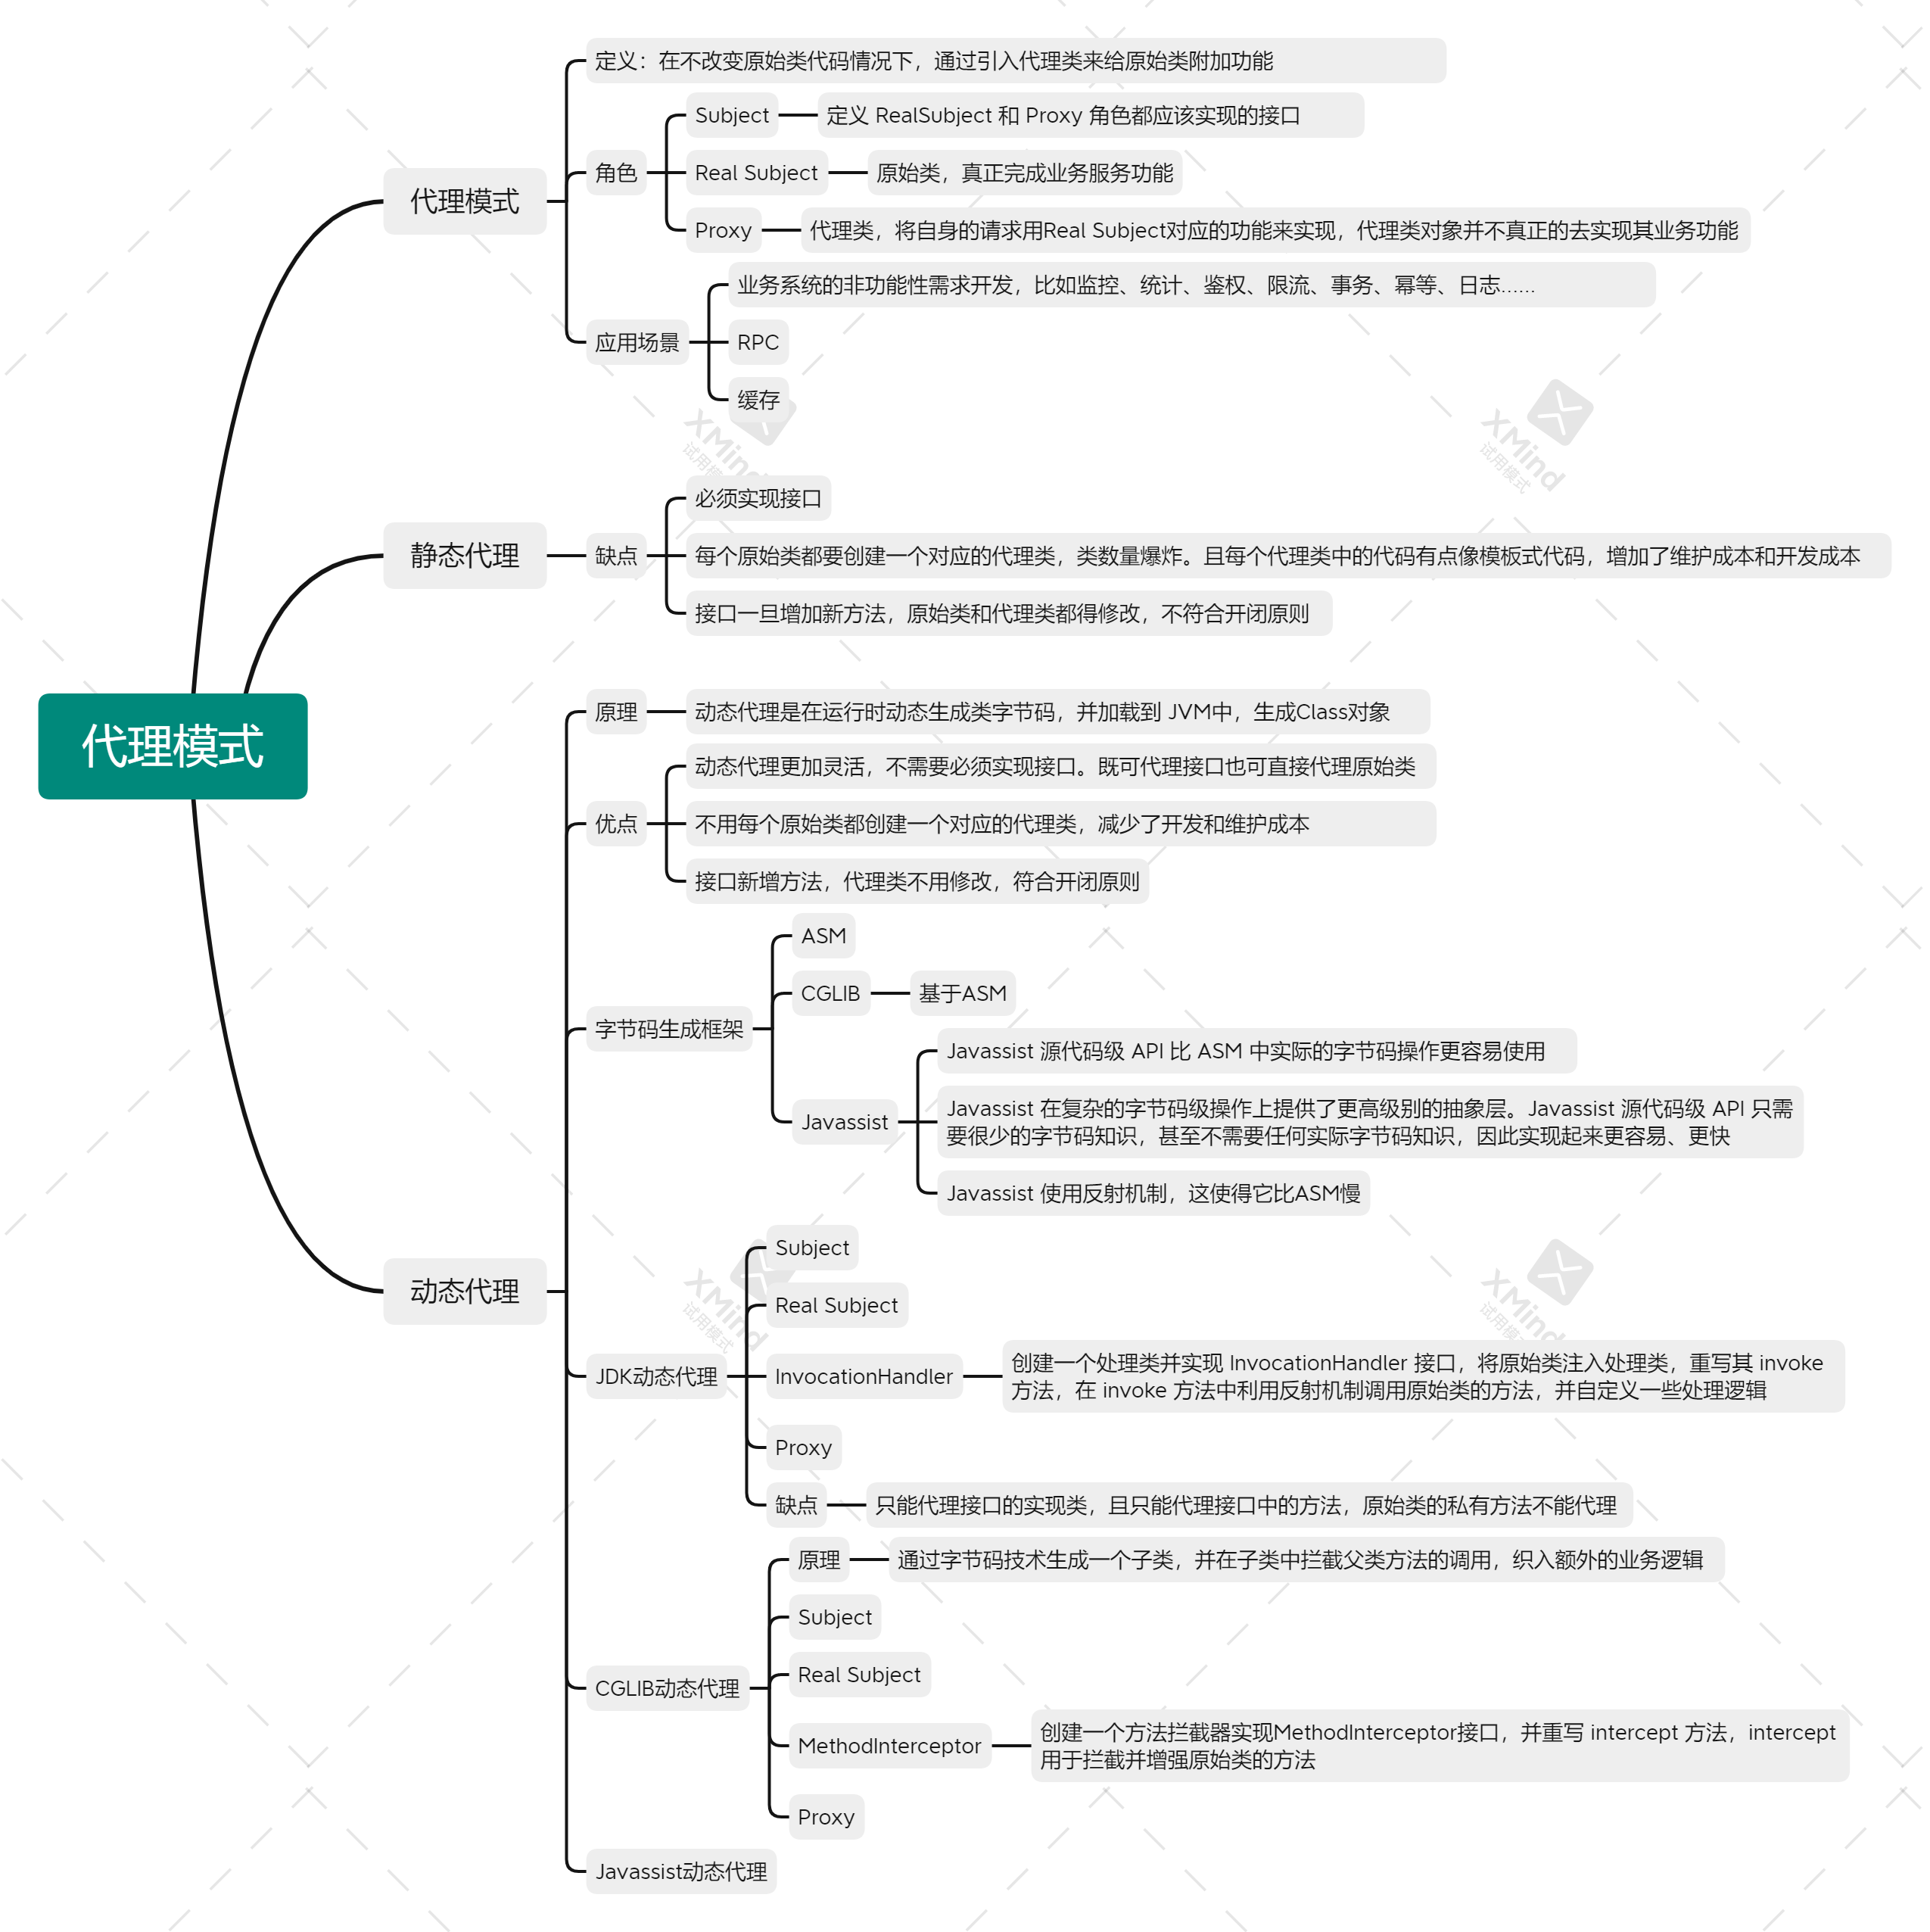 代理模式
代理模式
定义：在不改变原始类代码情况下，通过引入代理类来给原始类附加功能
角色
Subject
定义 RealSubject 和 Proxy 角色都应该实现的接口
Real Subject
原始类，真正完成业务服务功能
Proxy
代理类，将自身的请求用Real Subject对应的功能来实现，代理类对象并不真正的去实现其业务功能
应用场景
业务系统的非功能性需求开发，比如监控、统计、鉴权、限流、事务、幂等、日志......
RPC
缓存
静态代理
缺点
必须实现接口
每个原始类都要创建一个对应的代理类，类数量爆炸。且每个代理类中的代码有点像模板式代码，增加了维护成本和开发成本
接口一旦增加新方法，原始类和代理类都得修改，不符合开闭原则
动态代理
原理
动态代理是在运行时动态生成类字节码，并加载到 JVM中，生成Class对象
优点
动态代理更加灵活，不需要必须实现接口。既可代理接口也可直接代理原始类
不用每个原始类都创建一个对应的代理类，减少了开发和维护成本
接口新增方法，代理类不用修改，符合开闭原则
字节码生成框架
ASM
CGLIB
基于ASM
Javassist
Javassist 源代码级 API 比 ASM 中实际的字节码操作更容易使用
Javassist 在复杂的字节码级操作上提供了更高级别的抽象层。Javassist 源代码级 API 只需
要很少的字节码知识，甚至不需要任何实际字节码知识，因此实现起来更容易、更快
Javassist 使用反射机制，这使得它比ASM慢
JDK动态代理
Subject
Real Subject
InvocationHandler
创建一个处理类并实现 InvocationHandler 接口，将原始类注入处理类，重写其 invoke
方法，在 invoke 方法中利用反射机制调用原始类的方法，并自定义一些处理逻辑
Proxy
缺点
只能代理接口的实现类，且只能代理接口中的方法，原始类的私有方法不能代理
CGLIB动态代理
原理
通过字节码技术生成一个子类，并在子类中拦截父类方法的调用，织入额外的业务逻辑
Subject
Real Subject
MethodInterceptor
创建一个方法拦截器实现MethodInterceptor接口，并重写 intercept 方法，intercept
用于拦截并增强原始类的方法
Proxy
Javassist动态代理
XMind
试用模式
XMind
试用模式
XMind
试用模式
XMind
试用模式